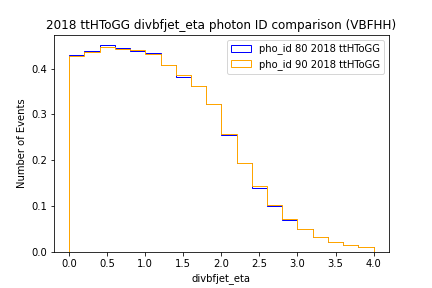 2018 ttHToGG divbfjet_eta photon ID comparison (VBFHH)
pho_id 80 2018 ttHToGG
pho_id 90 2018 ttHToGG
Number of Events
0.4
0.3
0.2
0.1
0.0
0.0 0.5 1.0 1.5 2.0 2.5 3.0 3.5 4.0
divbfjet_eta